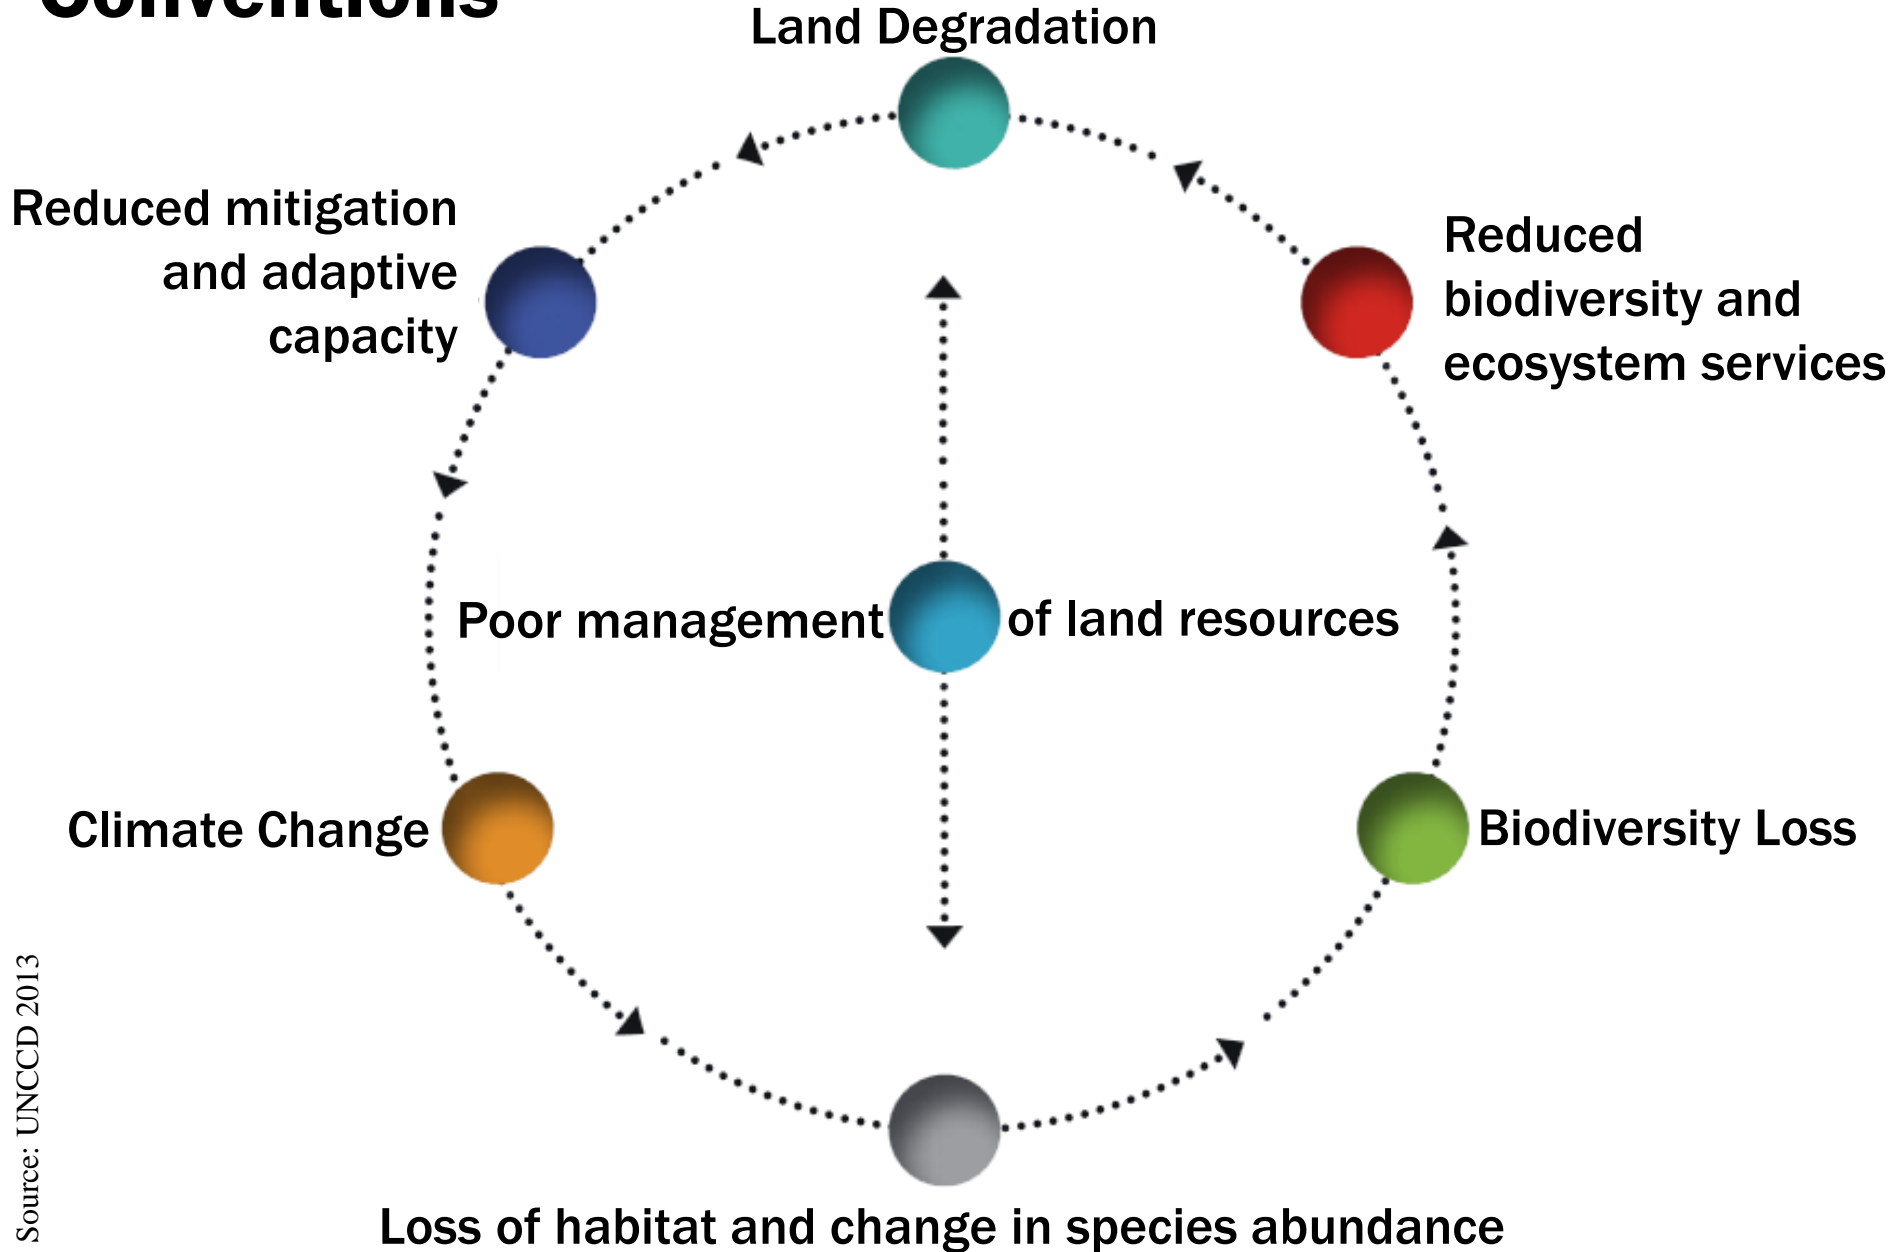 Conventions
Land Degradation
Reduced mitigation
and adaptive
capacity
Reduced
biodiversity and
ecosystem services
Poor management of land resources
Climate Change
Biodiversity Loss
Loss of habitat and change in species abundance
Source: UNCCD 2013